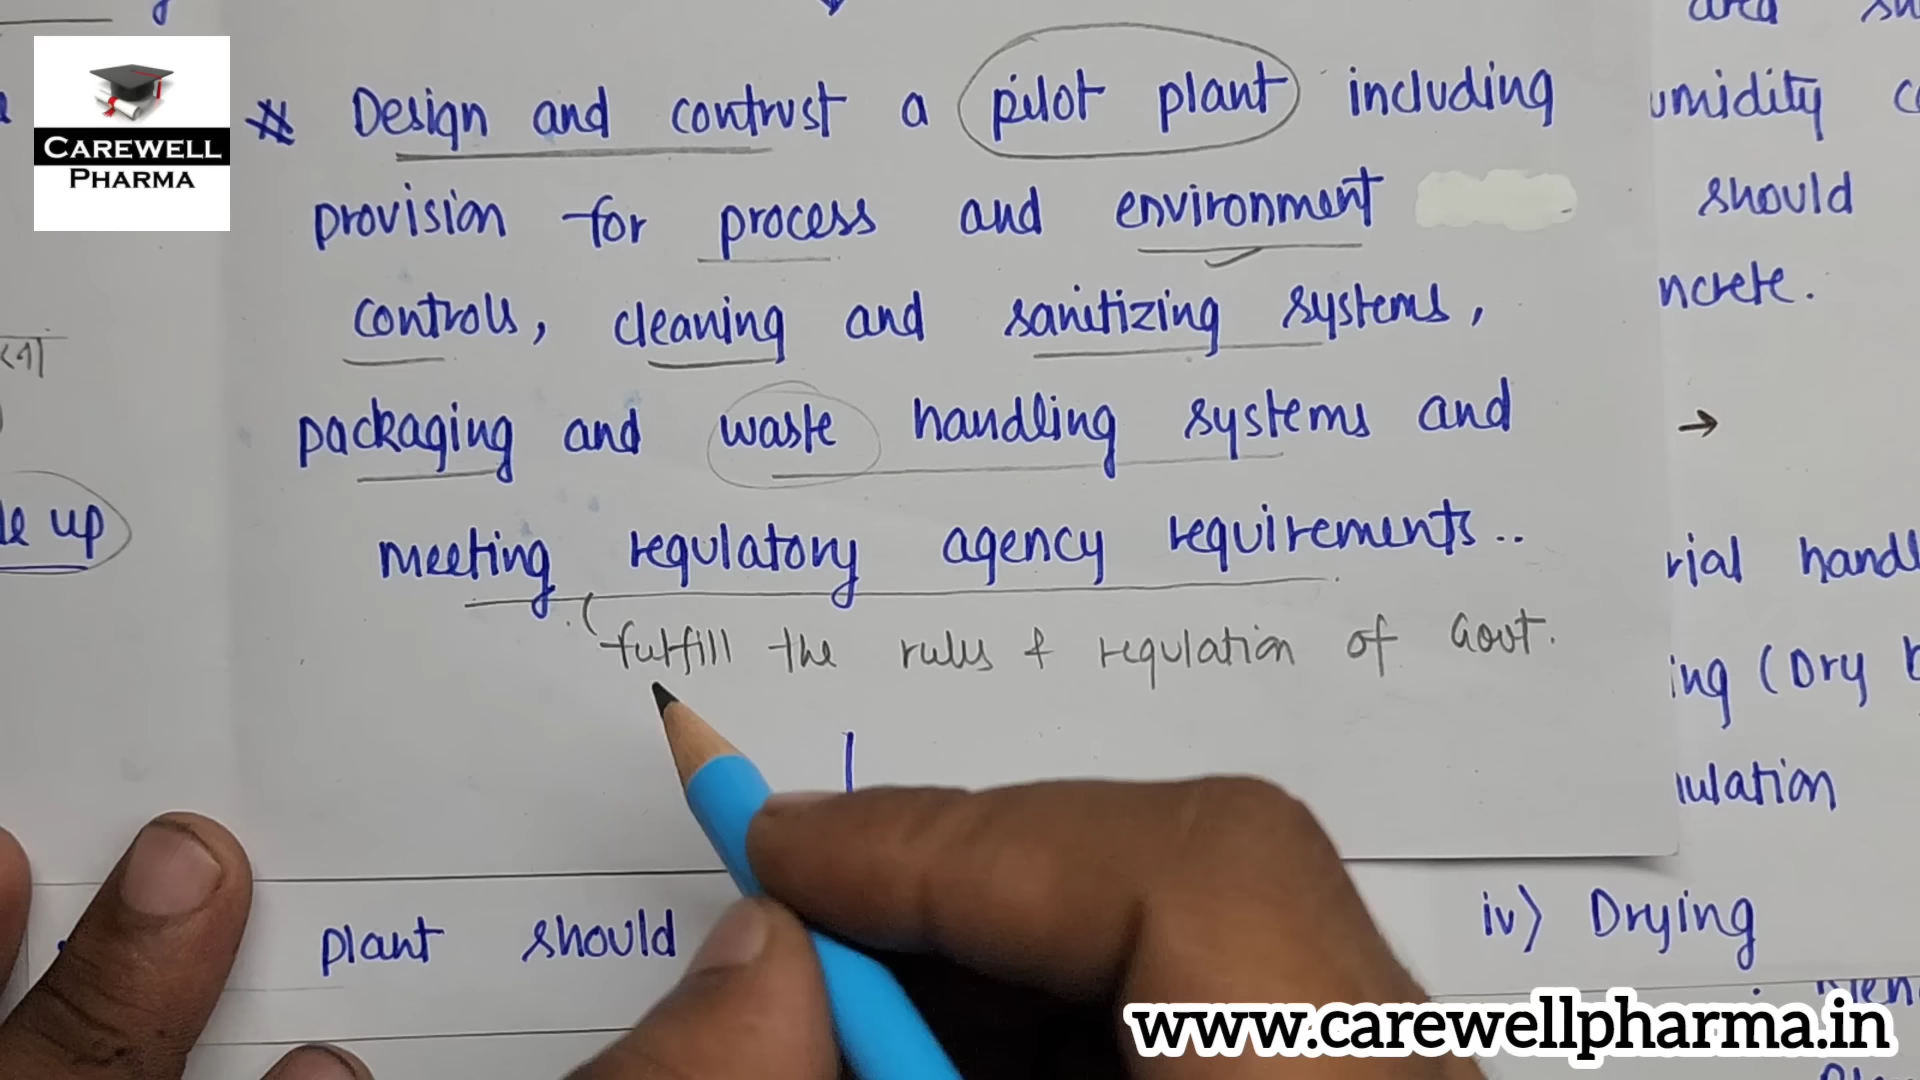 CAREWELL
PHARMA
# Design and contrust a pilot plant including
provision for process and environment
controls, cleaning and sanitizing systems,
packaging and waste handling systems and
meeting regulatory agency requirements..
(fulfill the rules & regulation of Govt.
plant should
le up
umidity
should
ncrete.
→
rial handl
ing (Dry
ulation
iv) Drying
www.carewellpharma.in